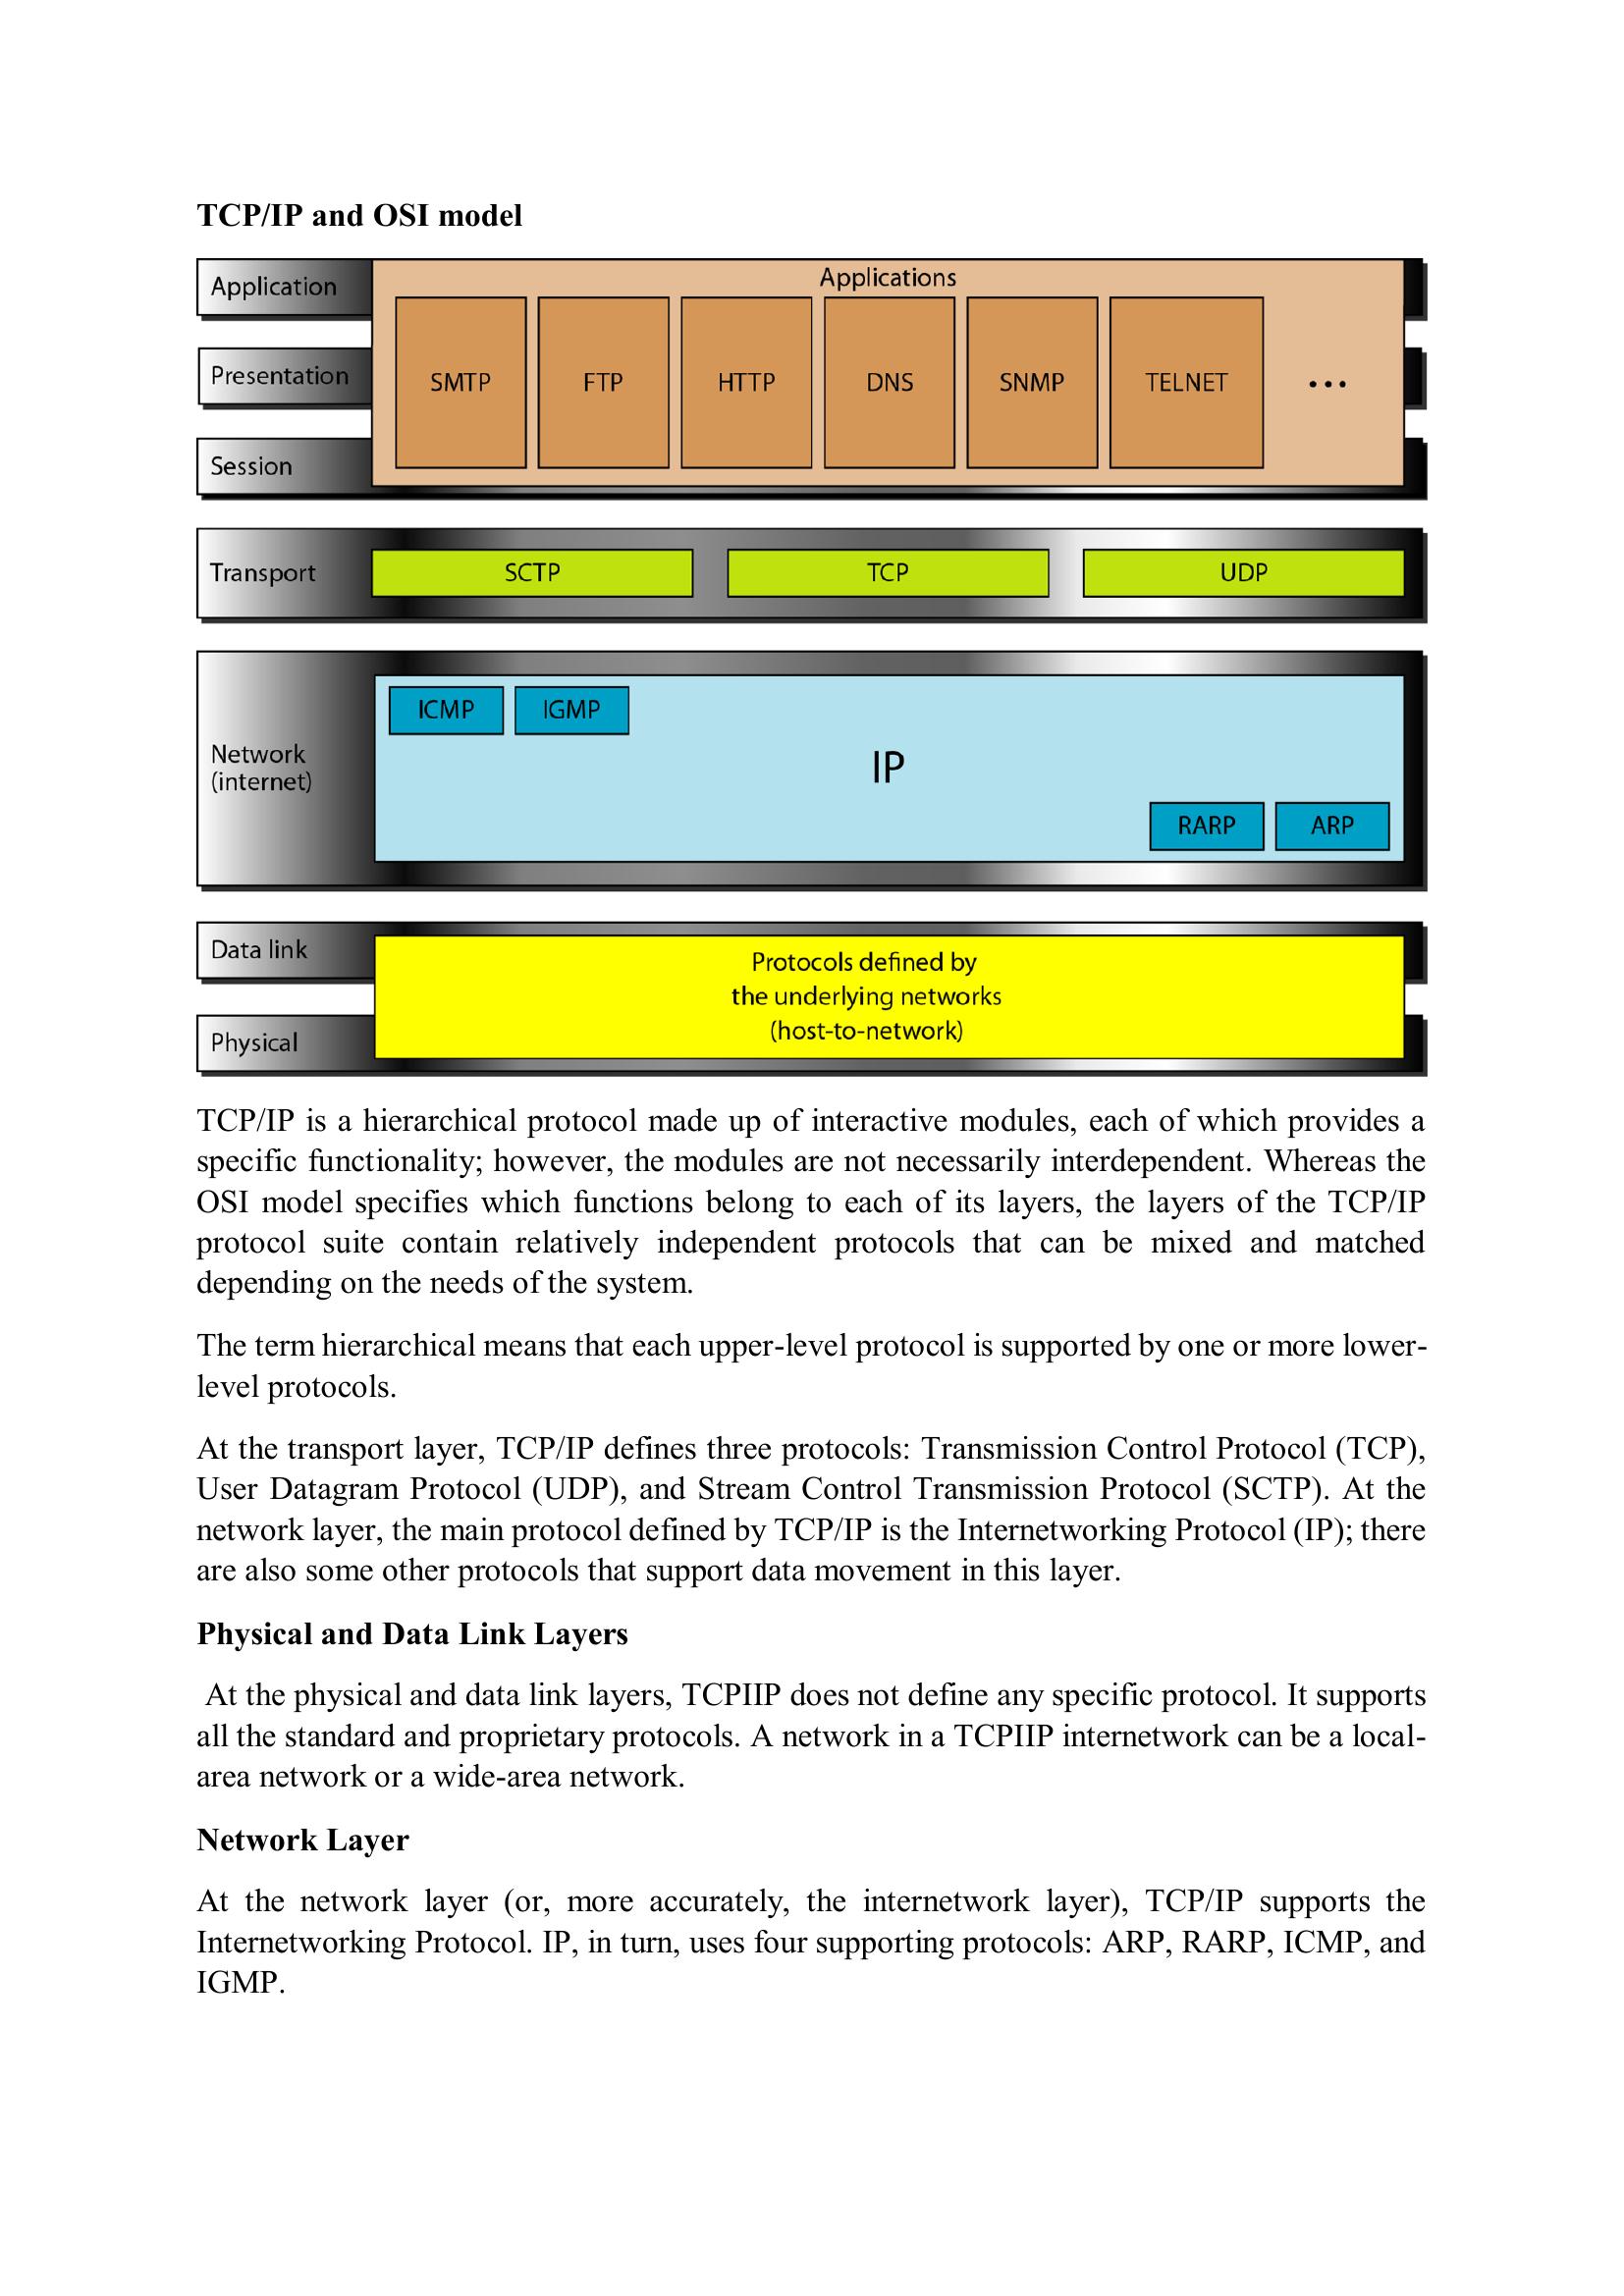 TCP/IP and OSI model
Application
Applications
Presentation
SMTP FTP HTTP DNS SNMP TELNET ...
Session
Transport SCTP TCP UDP
ICMP IGMP
Network
(internet)
IP
RARP ARP
Data link
Protocols defined by
the underlying networks
(host-to-network)
Physical
TCP/IP is a hierarchical protocol made up of interactive modules, each of which provides a
specific functionality; however, the modules are not necessarily interdependent. Whereas the
OSI model specifies which functions belong to each of its layers, the layers of the TCP/IP
protocol suite contain relatively independent protocols that can be mixed and matched
depending on the needs of the system.
The term hierarchical means that each upper-level protocol is supported by one or more lower-
level protocols.
At the transport layer, TCP/IP defines three protocols: Transmission Control Protocol (TCP),
User Datagram Protocol (UDP), and Stream Control Transmission Protocol (SCTP). At the
network layer, the main protocol defined by TCP/IP is the Internetworking Protocol (IP); there
are also some other protocols that support data movement in this layer.
Physical and Data Link Layers
At the physical and data link layers, TCPIIP does not define any specific protocol. It supports
all the standard and proprietary protocols. A network in a TCPIIP internetwork can be a local-
area network or a wide-area network.
Network Layer
At the network layer (or, more accurately, the internetwork layer), TCP/IP supports the
Internetworking Protocol. IP, in turn, uses four supporting protocols: ARP, RARP, ICMP, and
IGMP.